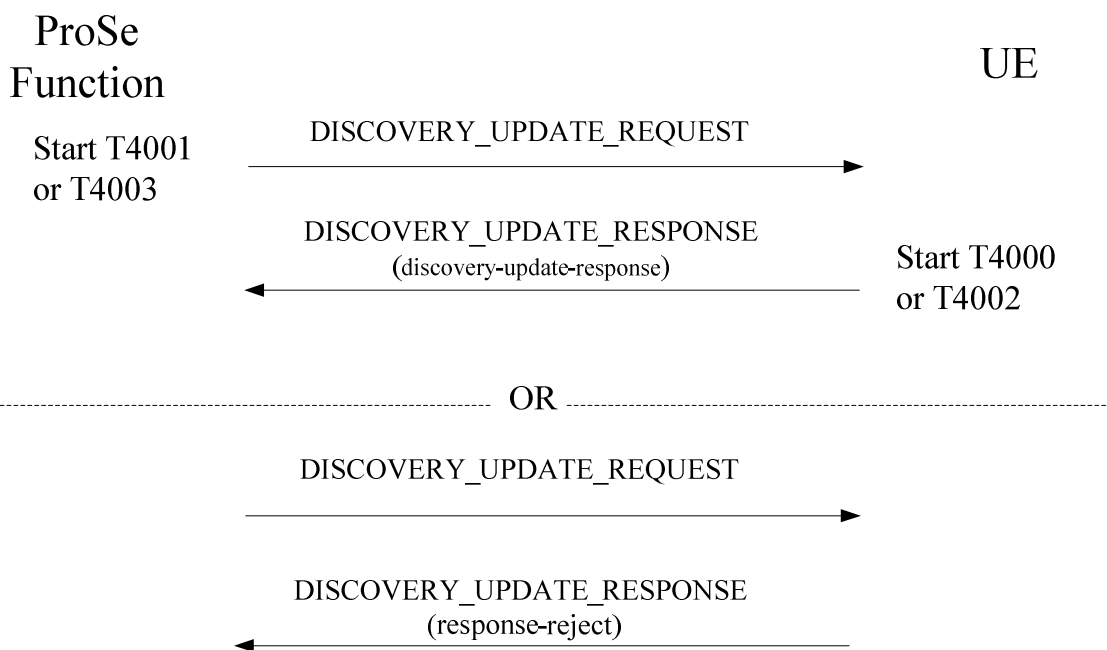 ProSe
Function
UE
Start T4001
or T4003
DISCOVERY_UPDATE_REQUEST
DISCOVERY_UPDATE_RESPONSE
(discovery-update-response)
Start T4000
or T4002
OR
DISCOVERY_UPDATE_REQUEST
DISCOVERY_UPDATE_RESPONSE
(response-reject)